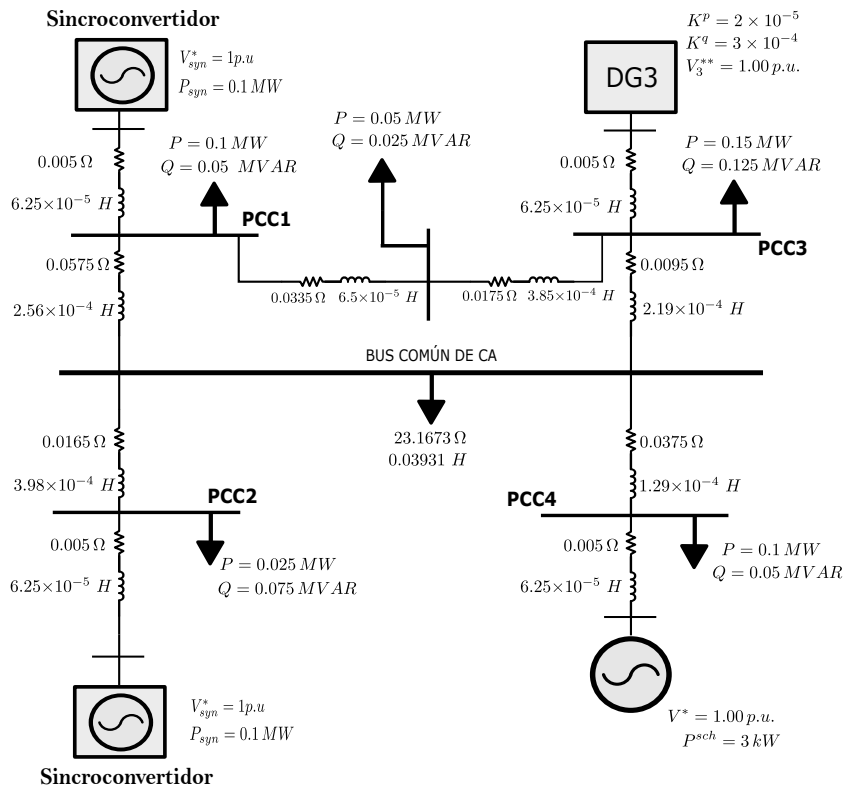 Sincroconvertidor
V*syn = 1p.u
Psyn = 0.1 MW
K^p = 2 × 10^−5
K^q = 3 × 10^−4
V3** = 1.00 p.u.
DG3
0.005 Ω
6.25×10^−5 H
P = 0.1 MW
Q = 0.05 MVAR
P = 0.05 MW
Q = 0.025 MVAR
0.005 Ω
6.25×10^−5 H
P = 0.15 MW
Q = 0.125 MVAR
PCC1
PCC3
0.0575 Ω
2.56×10^−4 H
0.0335 Ω
6.5×10^−5 H
0.0175 Ω
3.85×10^−4 H
0.0095 Ω
2.19×10^−4 H
BUS COMÚN DE CA
23.1673 Ω
0.03931 H
0.0165 Ω
3.98×10^−4 H
0.0375 Ω
1.29×10^−4 H
PCC2
PCC4
0.005 Ω
6.25×10^−5 H
P = 0.025 MW
Q = 0.075 MVAR
0.005 Ω
6.25×10^−5 H
P = 0.1 MW
Q = 0.05 MVAR
V*syn = 1p.u
Psyn = 0.1 MW
V* = 1.00 p.u.
P^sch = 3 kW
Sincroconvertidor